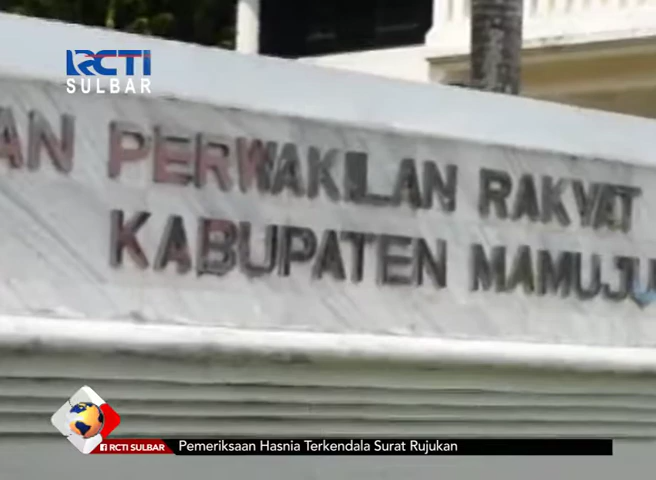 RCTI
SULBAR
AN PERWAKILAN RAKYAT
KABUPATEN MAMUJU
RCTI SULBAR
Pemeriksaan Hasnia Terkendala Surat Rujukan